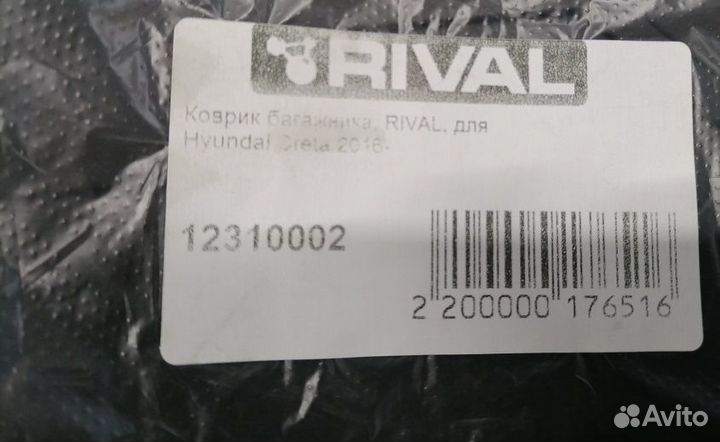 RIVAL
Коврик багажника, RIVAL, для
Hyundai Creta 2016-
12310002
2 200000 176516
Avito